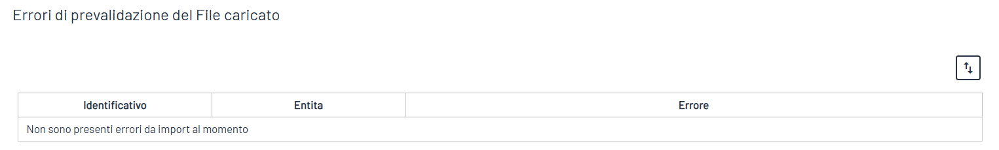 Errori di prevalidazione del File caricato
Identificativo Entita Errore
Non sono presenti errori da import al momento